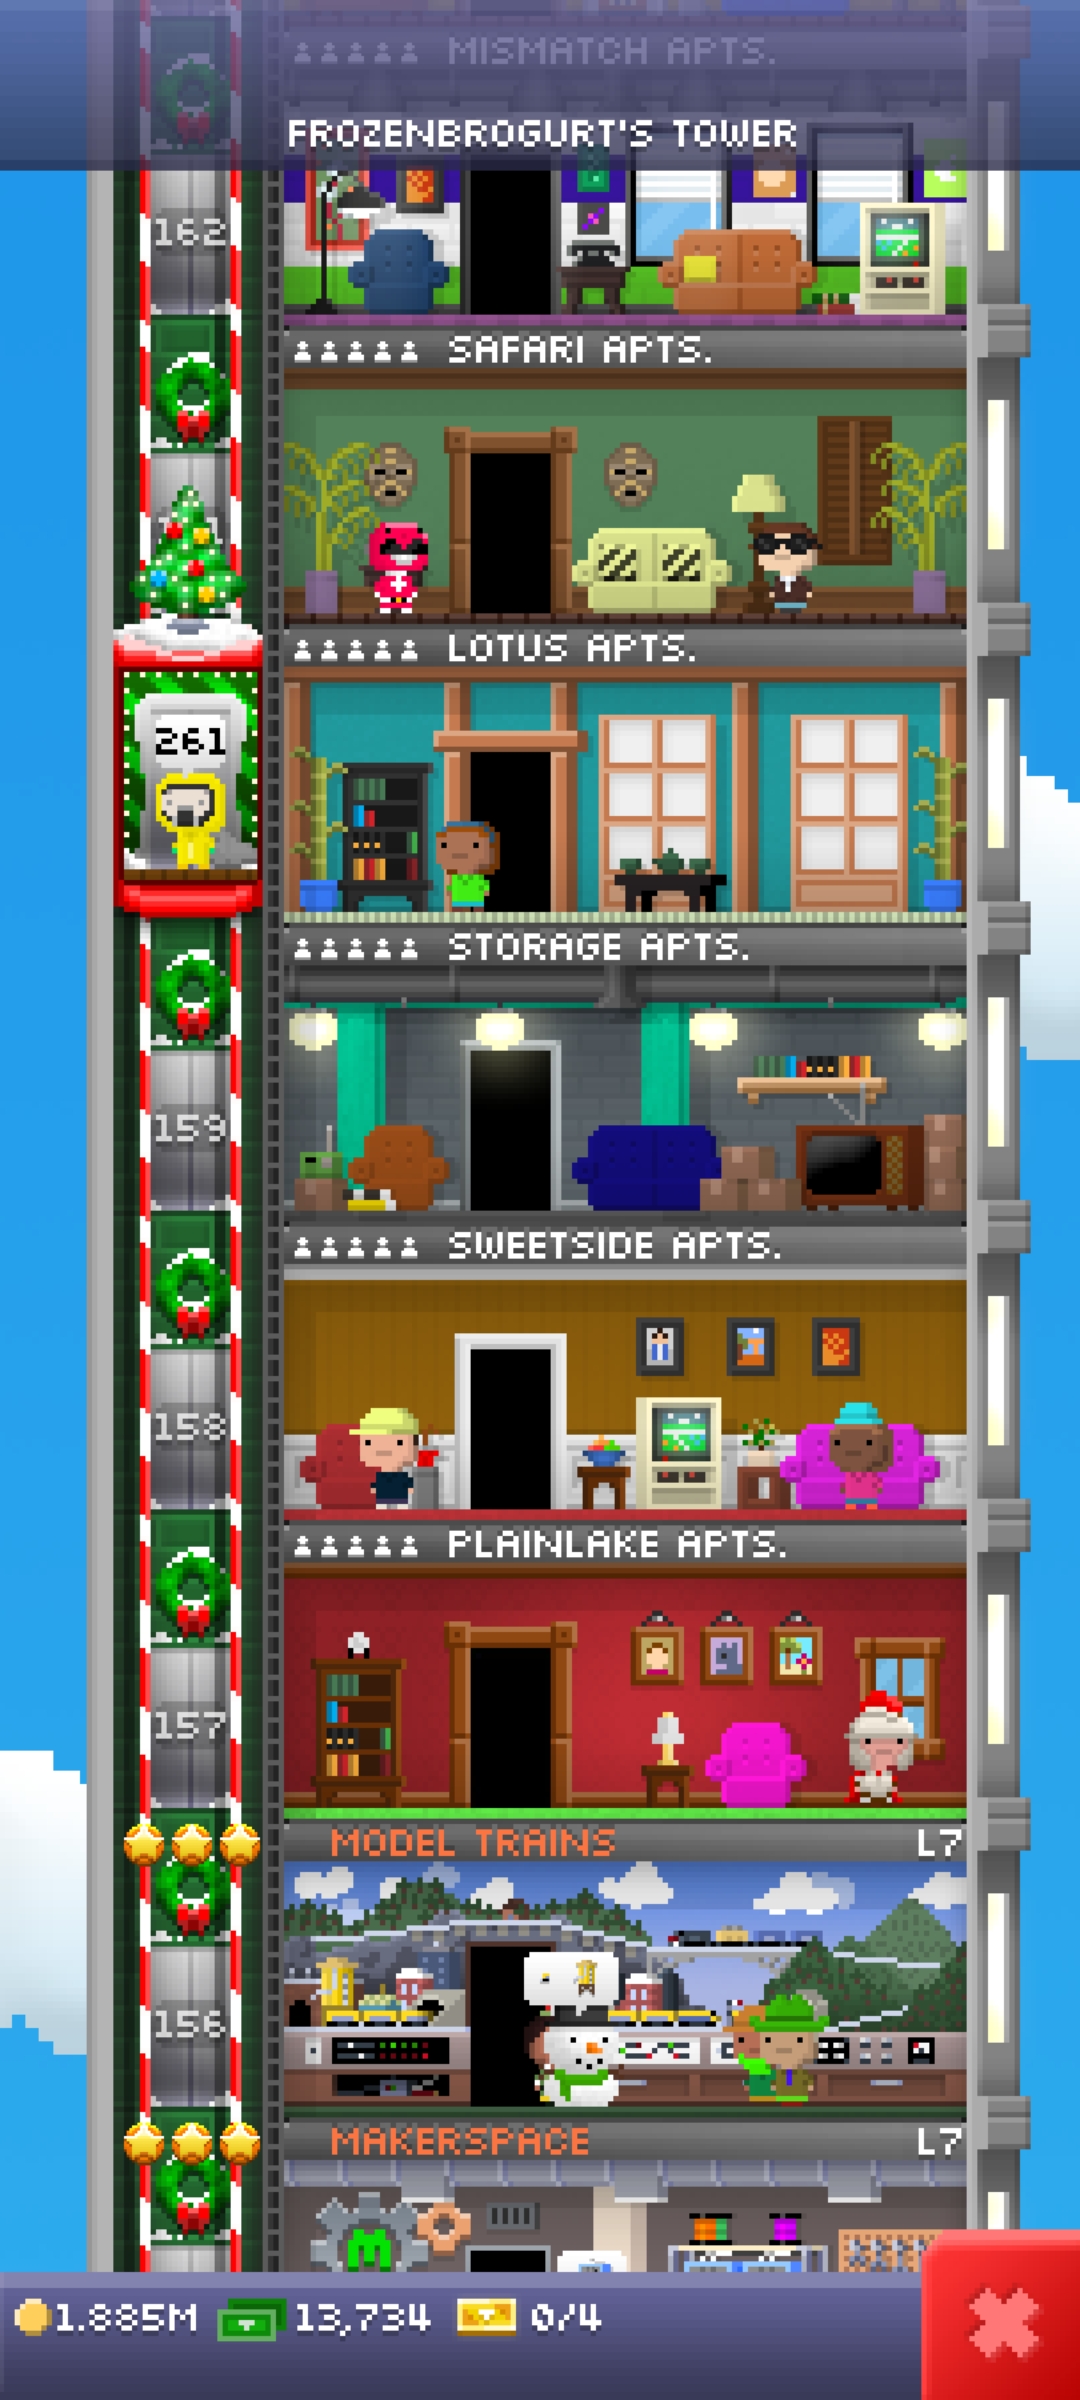 MISMATCH APTS.
FROZENBROGURT'S TOWER
162
SAFARI APTS.
LOTUS APTS.
261
STORAGE APTS.
159
SWEETSIDE APTS.
158
PLAINLAKE APTS.
157
MODEL TRAINS L7
156
MAKERSPACE L7
M
1.885M 13,734 0/4